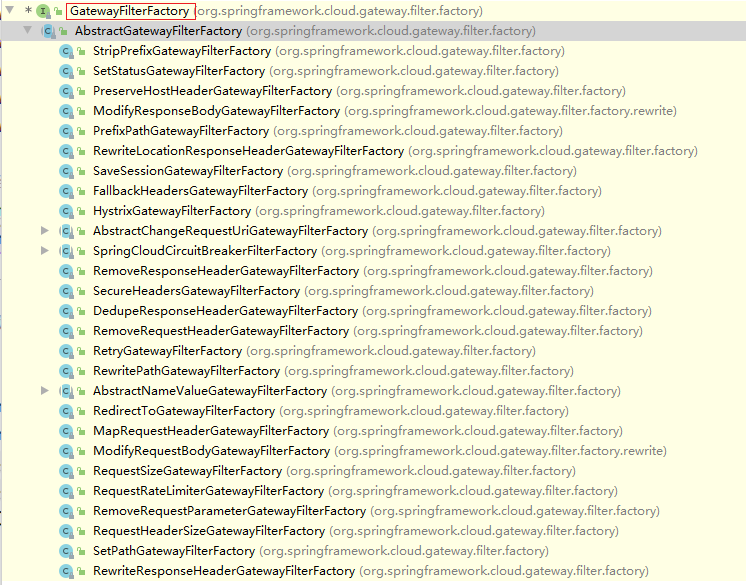 GatewayFilterFactory (org.springframework.cloud.gateway.filter.factory)
AbstractGatewayFilterFactory (org.springframework.cloud.gateway.filter.factory)
StripPrefixGatewayFilterFactory (org.springframework.cloud.gateway.filter.factory)
SetStatusGatewayFilterFactory (org.springframework.cloud.gateway.filter.factory)
PreserveHostHeaderGatewayFilterFactory (org.springframework.cloud.gateway.filter.factory)
ModifyResponseBodyGatewayFilterFactory (org.springframework.cloud.gateway.filter.factory.rewrite)
PrefixPathGatewayFilterFactory (org.springframework.cloud.gateway.filter.factory)
RewriteLocationResponseHeaderGatewayFilterFactory (org.springframework.cloud.gateway.filter.factory)
SaveSessionGatewayFilterFactory (org.springframework.cloud.gateway.filter.factory)
FallbackHeadersGatewayFilterFactory (org.springframework.cloud.gateway.filter.factory)
HystrixGatewayFilterFactory (org.springframework.cloud.gateway.filter.factory)
AbstractChangeRequestUriGatewayFilterFactory (org.springframework.cloud.gateway.filter.factory)
SpringCloudCircuitBreakerFilterFactory (org.springframework.cloud.gateway.filter.factory)
RemoveResponseHeaderGatewayFilterFactory (org.springframework.cloud.gateway.filter.factory)
SecureHeadersGatewayFilterFactory (org.springframework.cloud.gateway.filter.factory)
DedupeResponseHeaderGatewayFilterFactory (org.springframework.cloud.gateway.filter.factory)
RemoveRequestHeaderGatewayFilterFactory (org.springframework.cloud.gateway.filter.factory)
RetryGatewayFilterFactory (org.springframework.cloud.gateway.filter.factory)
RewritePathGatewayFilterFactory (org.springframework.cloud.gateway.filter.factory)
AbstractNameValueGatewayFilterFactory (org.springframework.cloud.gateway.filter.factory)
RedirectToGatewayFilterFactory (org.springframework.cloud.gateway.filter.factory)
MapRequestHeaderGatewayFilterFactory (org.springframework.cloud.gateway.filter.factory)
ModifyRequestBodyGatewayFilterFactory (org.springframework.cloud.gateway.filter.factory.rewrite)
RequestSizeGatewayFilterFactory (org.springframework.cloud.gateway.filter.factory)
RequestRateLimiterGatewayFilterFactory (org.springframework.cloud.gateway.filter.factory)
RemoveRequestParameterGatewayFilterFactory (org.springframework.cloud.gateway.filter.factory)
RequestHeaderSizeGatewayFilterFactory (org.springframework.cloud.gateway.filter.factory)
SetPathGatewayFilterFactory (org.springframework.cloud.gateway.filter.factory)
RewriteResponseHeaderGatewayFilterFactory (org.springframework.cloud.gateway.filter.factory)